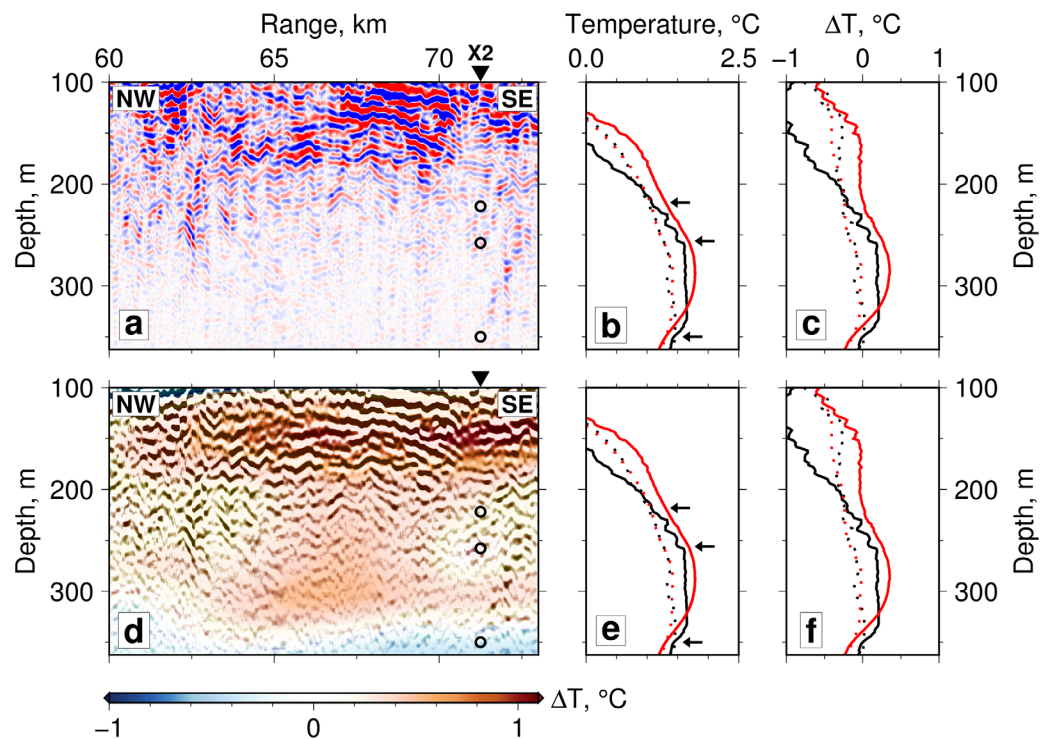 Range, km
Temperature, °C
ΔT, °C
60 65 70 0.0 2.5 −1 0 1
X2
100 NW SE 100
200 200
300 300
Depth, m
Depth, m
a b c
100 NW SE 100
200 200
300 300
Depth, m
Depth, m
d e f
ΔT, °C
−1 0 1